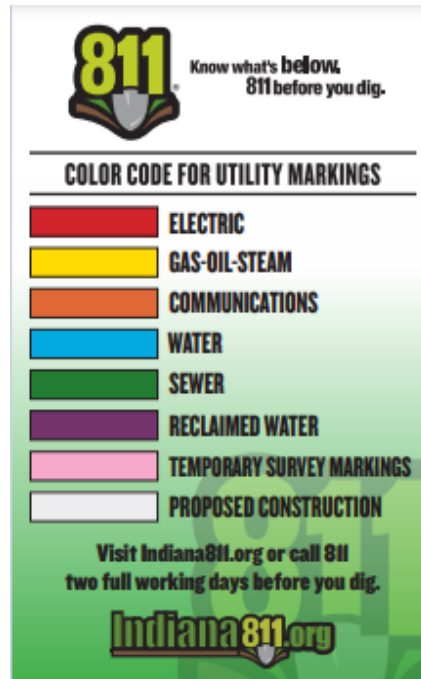 811
Know what's below.
811 before you dig.
COLOR CODE FOR UTILITY MARKINGS
ELECTRIC
GAS-OIL-STEAM
COMMUNICATIONS
WATER
SEWER
RECLAIMED WATER
TEMPORARY SURVEY MARKINGS
PROPOSED CONSTRUCTION
Visit Indiana811.org or call 811
two full working days before you dig.
Indiana811.org
811